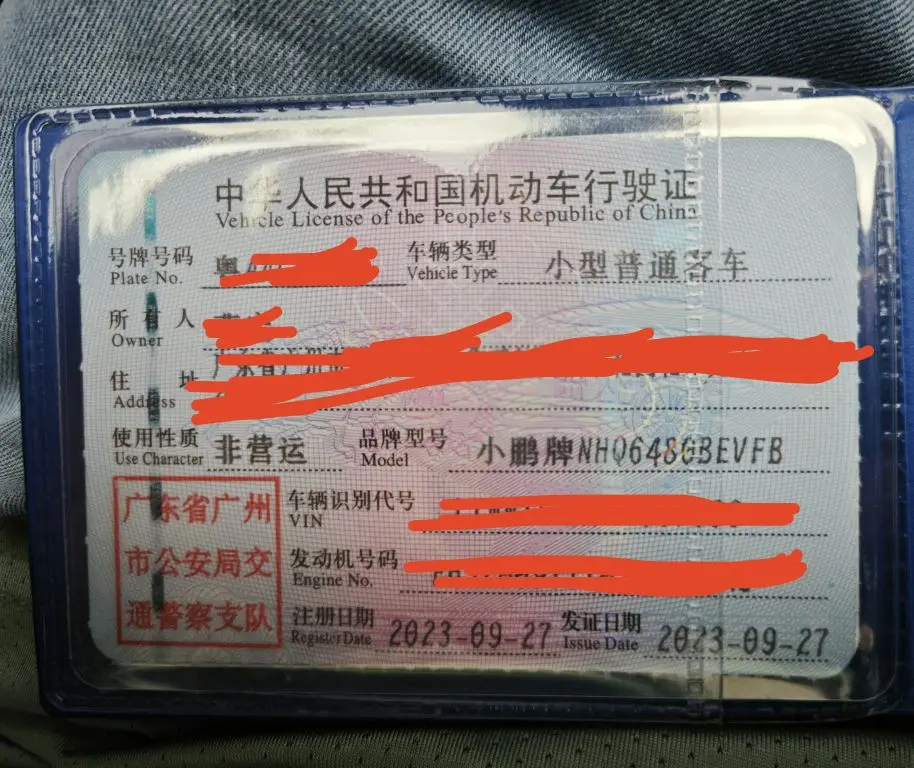 中华人民共和国机动车行驶证
Vehicle License of the People's Republic of China
号牌号码 粤 车辆类型 小型普通客车
Plate No. Vehicle Type
所有人
Owner
住址
Address
使用性质 非营运 品牌型号 小鹏牌NHQ6486BEVFB
Use Character Model
广东省广州
市公安局交
通警察支队
车辆识别代号
VIN
发动机号码
Engine No.
注册日期 2023-09-27 发证日期 2023-09-27
Register Date Issue Date